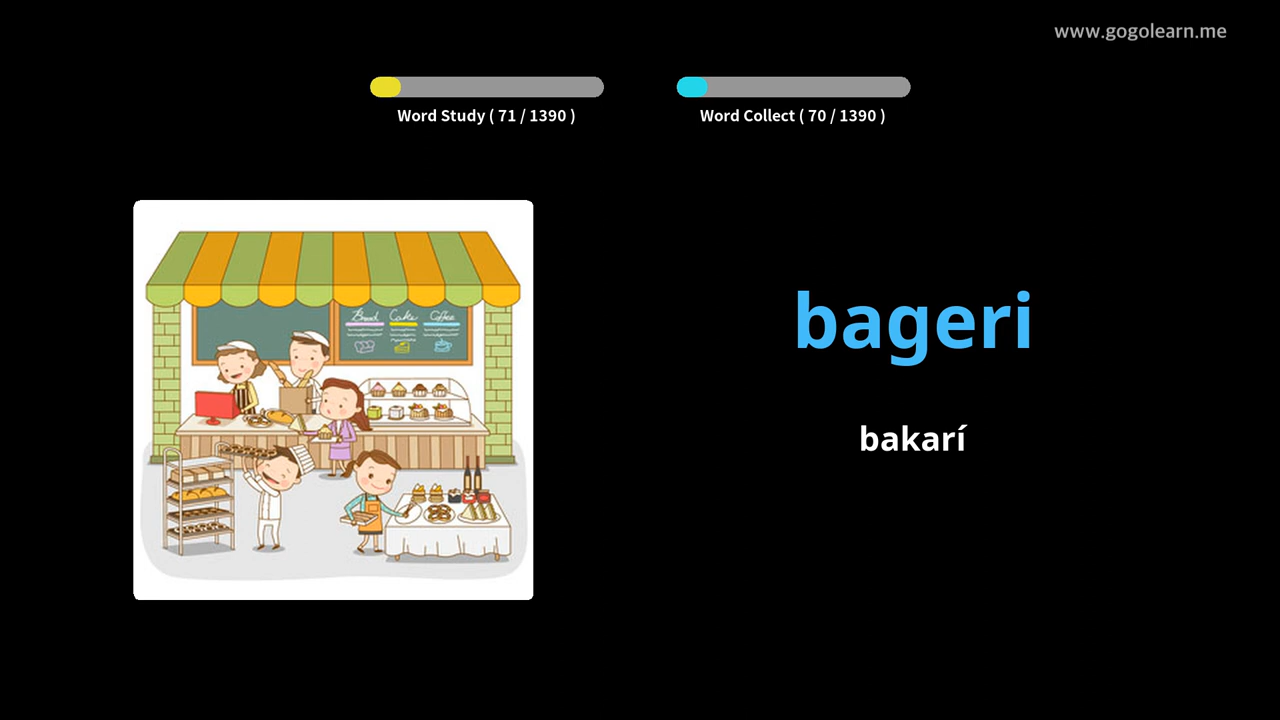 www.gogolearn.me
Word Study ( 71 / 1390 )
Word Collect ( 70 / 1390 )
Bread Cake Coffee
bageri
bakarí